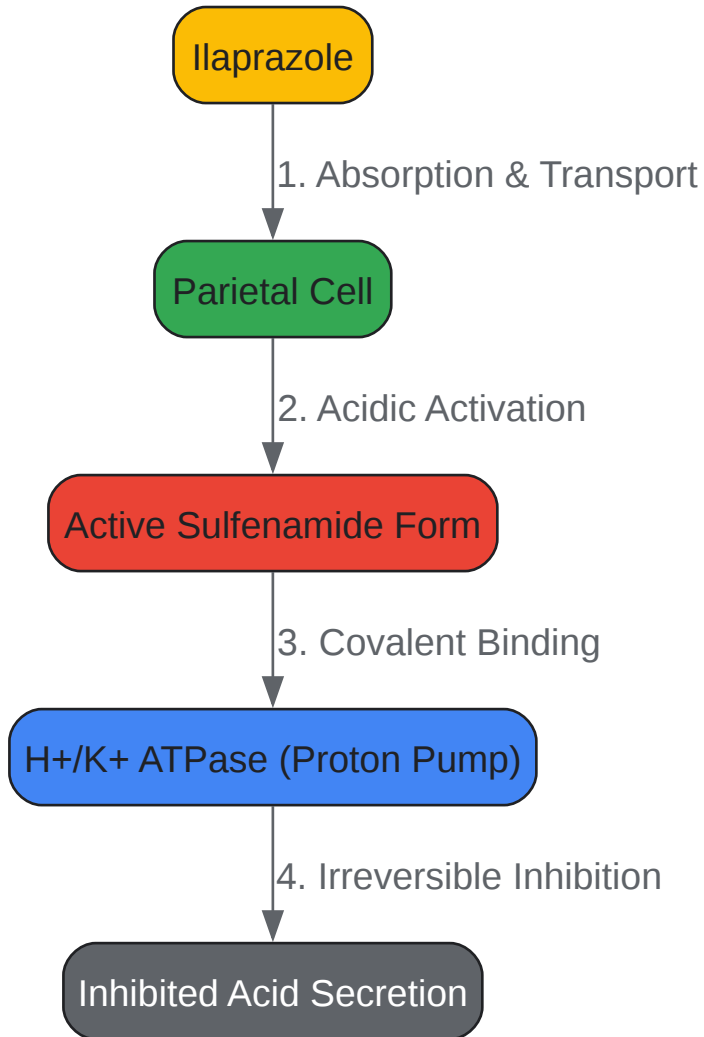 Ilaprazole
1. Absorption & Transport
Parietal Cell
2. Acidic Activation
Active Sulfenamide Form
3. Covalent Binding
H+/K+ ATPase (Proton Pump)
4. Irreversible Inhibition
Inhibited Acid Secretion